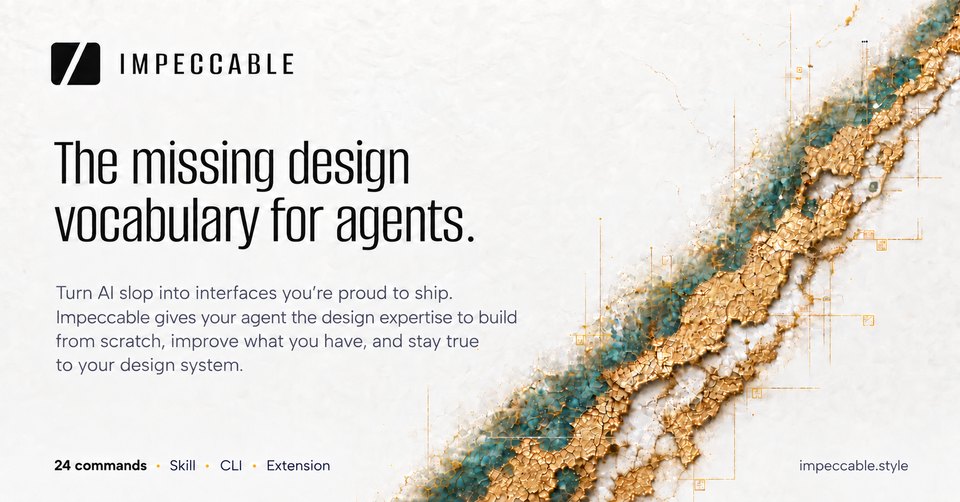 IMPECCABLE
The missing design
vocabulary for agents.
Turn AI slop into interfaces you’re proud to ship.
Impeccable gives your agent the design expertise to build
from scratch, improve what you have, and stay true
to your design system.
24 commands • Skill • CLI • Extension
impeccable.style